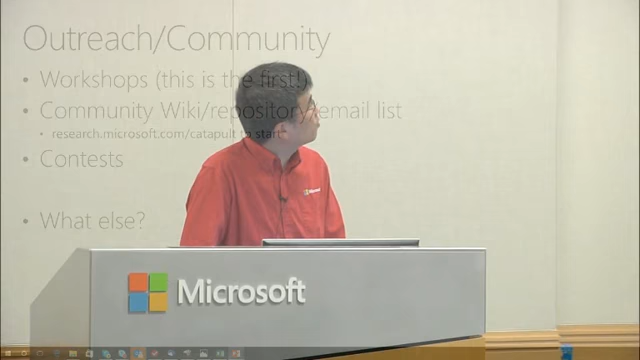 Outreach/Community
• Workshops (this is the first!)
• Community Wiki/repository/email list
• research.microsoft.com/catapult to start
• Contests
• What else?
Microsoft
Microsoft